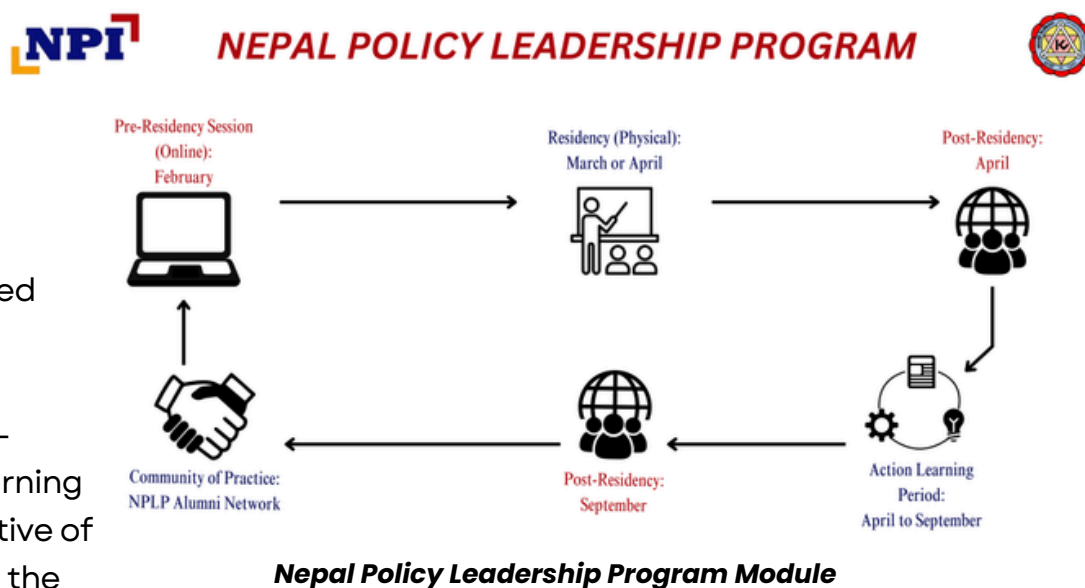 NPI
NEPAL POLICY LEADERSHIP PROGRAM
Pre-Residency Session
(Online):
February
Residency (Physical):
March or April
Post-Residency:
April
ed
-
rning
tive of
the
Community of Practice:
NPLP Alumni Network
Post-Residency:
September
Action Learning
Period:
April to September
Nepal Policy Leadership Program Module